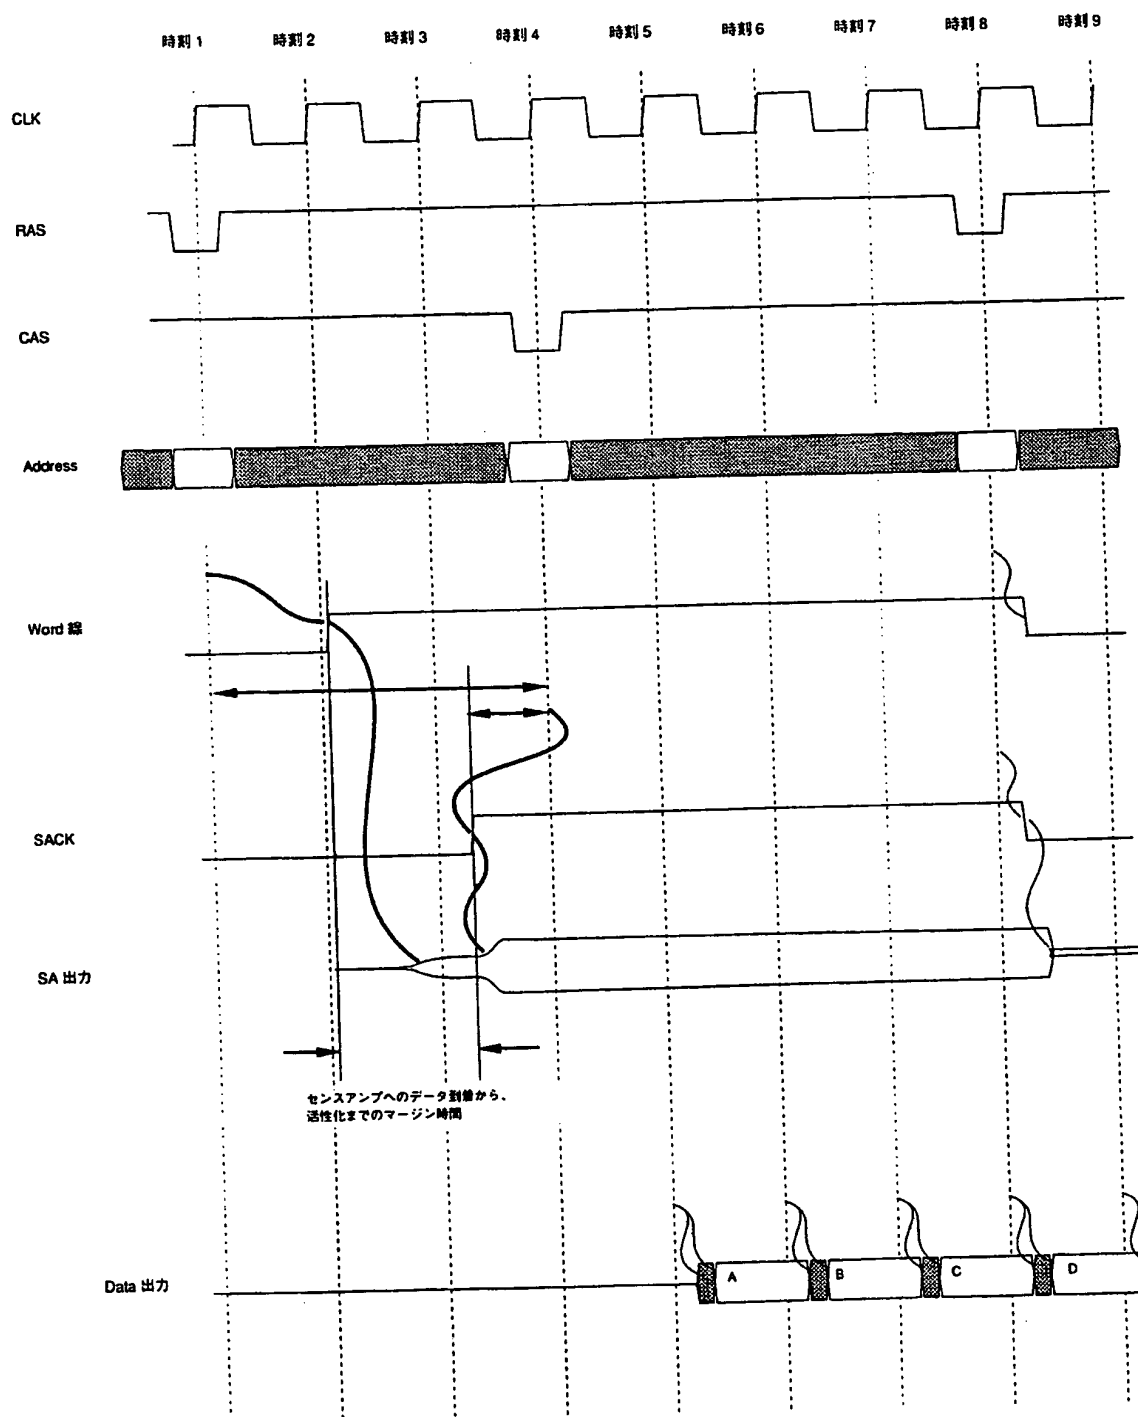 時刻 1
時刻 2
時刻 3
時刻 4
時刻 5
時刻 6
時刻 7
時刻 8
時刻 9
CLK
RAS
CAS
Address
Word 線
SACK
SA 出力
センスアンプへのデータ到着から、
活性化までのマージン時間
Data 出力
A
B
C
D